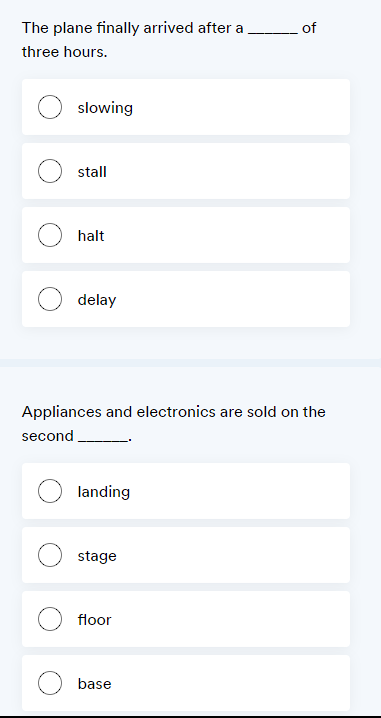 The plane finally arrived after a ______ of
three hours.
slowing
stall
halt
delay
Appliances and electronics are sold on the
second ______.
landing
stage
floor
base